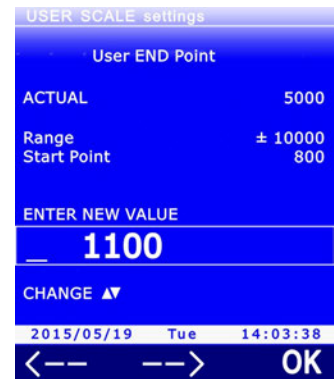 USER SCALE settings
User END Point
ACTUAL 5000
Range ± 10000
Start Point 800
ENTER NEW VALUE
_ 1100
CHANGE ▲▼
2015/05/19 Tue 14:03:38
<-- --> OK